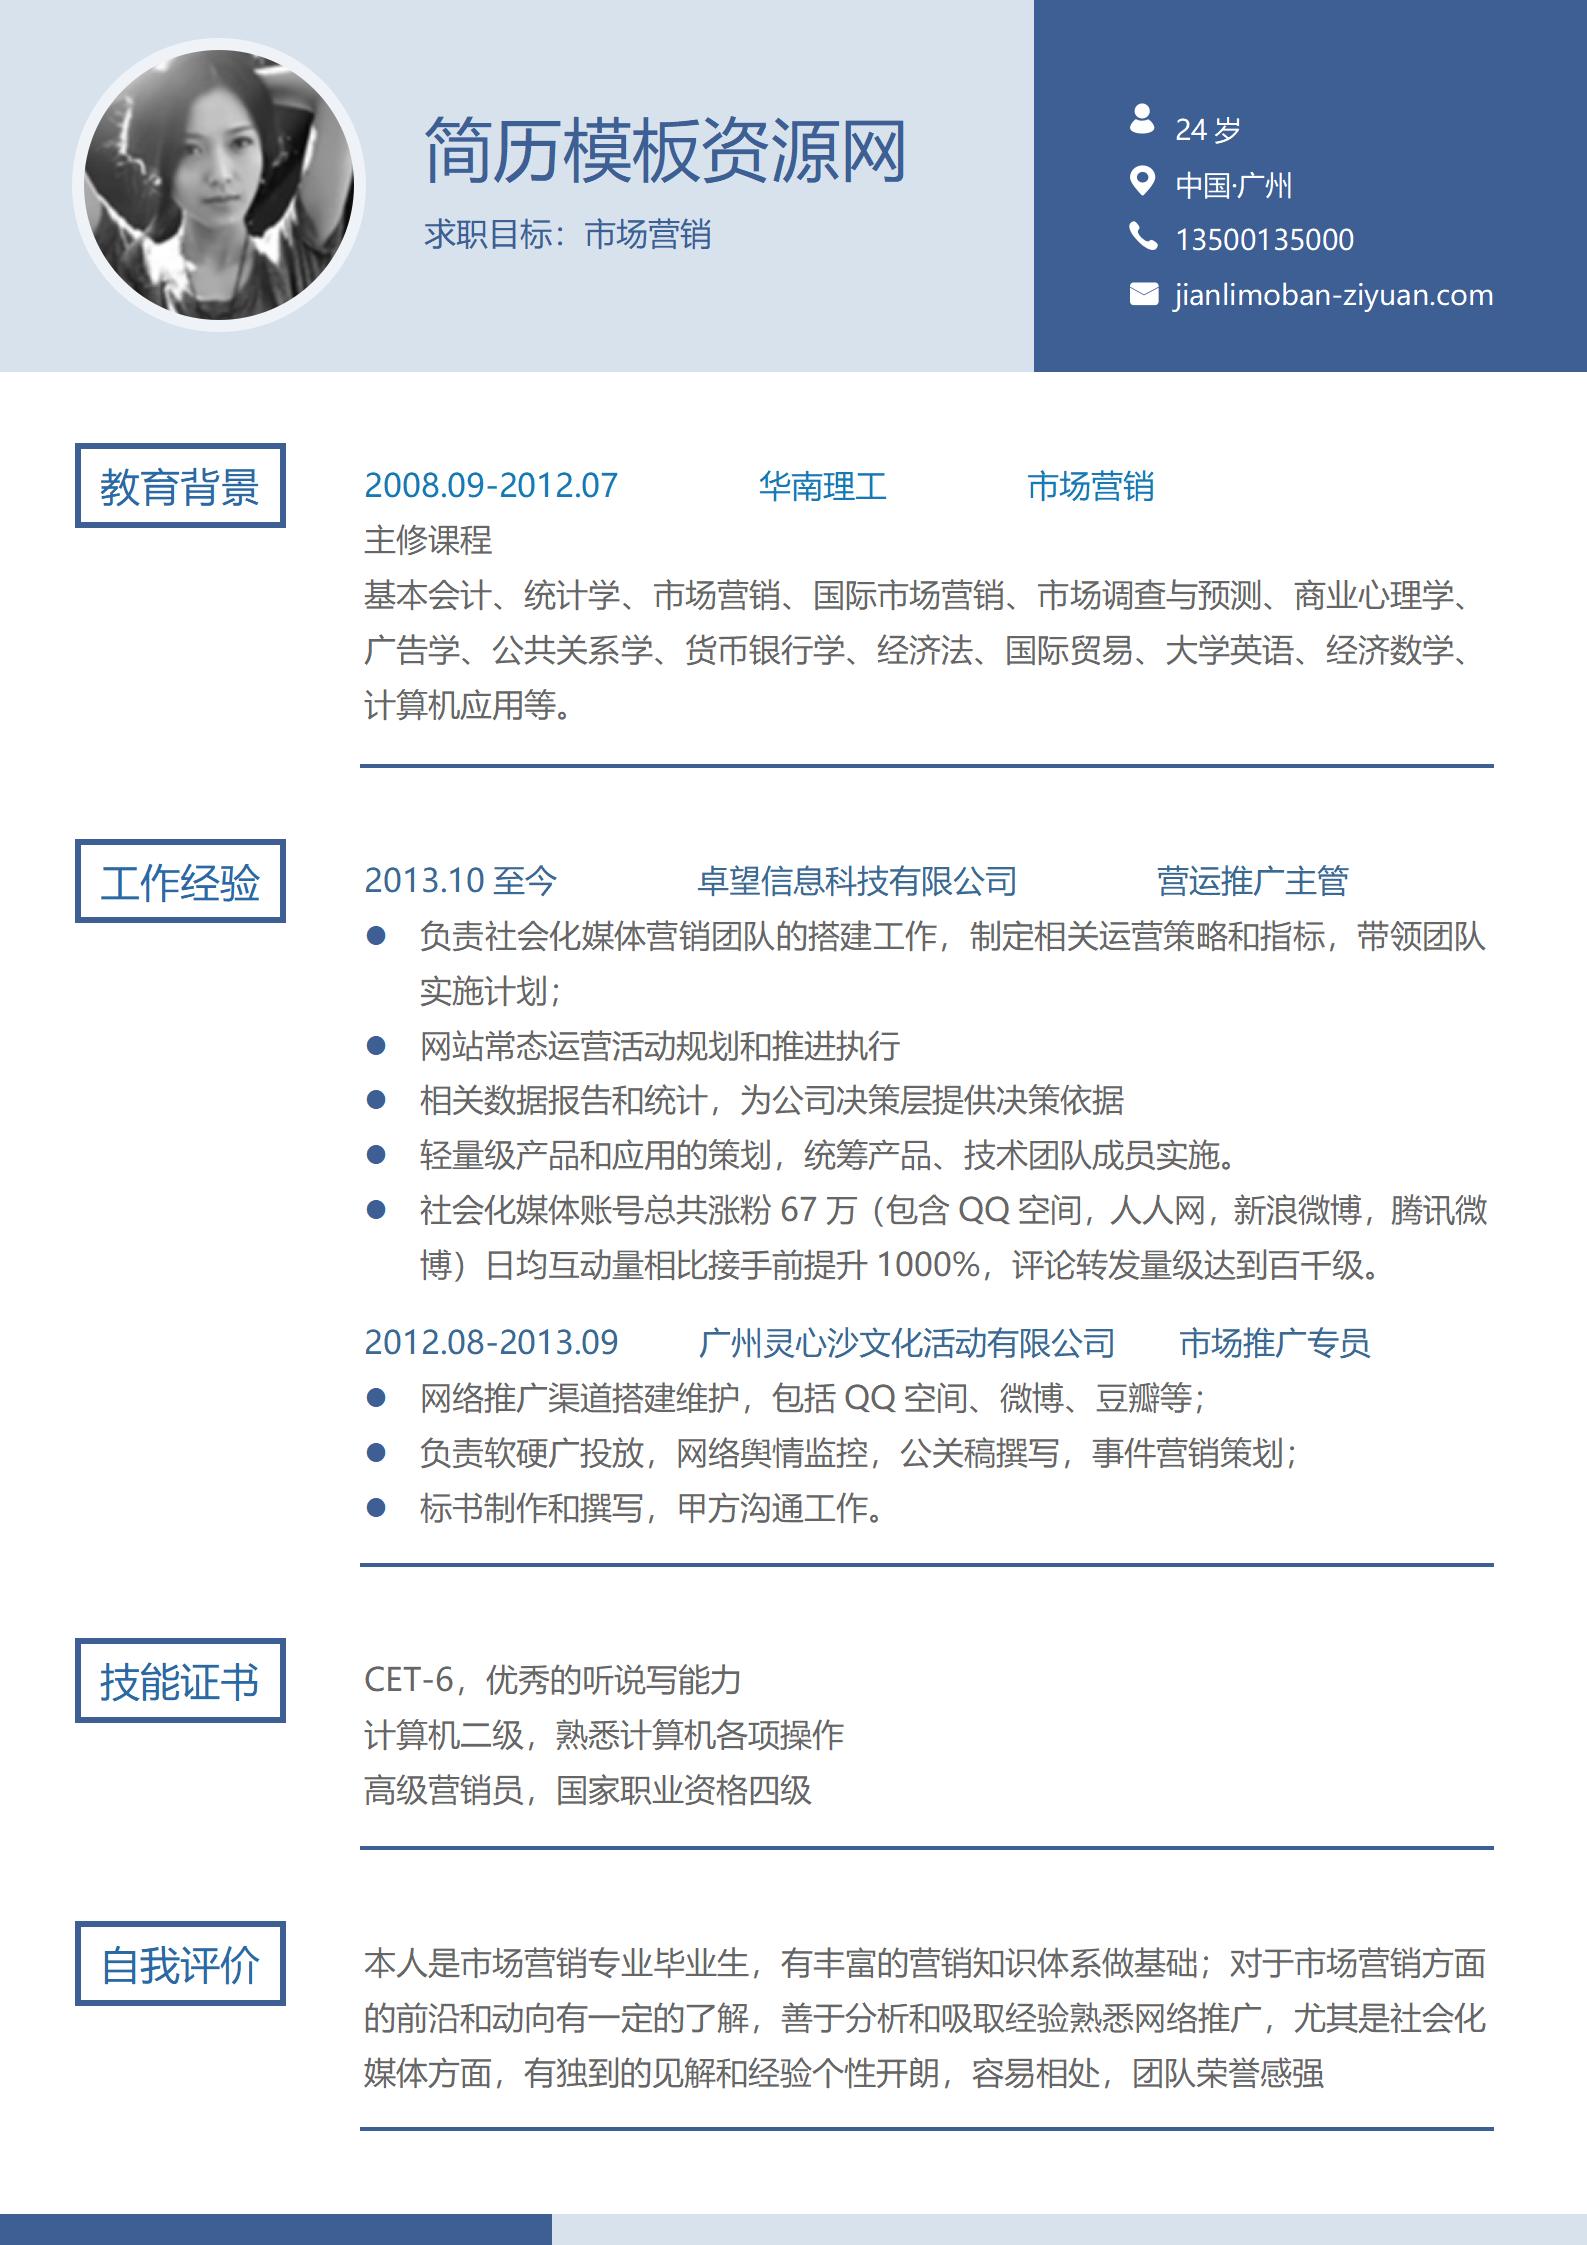 简历模板资源网
求职目标：市场营销
24 岁
中国·广州
13500135000
jianlimoban-ziyuan.com
教育背景
2008.09-2012.07 华南理工 市场营销
主修课程
基本会计、统计学、市场营销、国际市场营销、市场调查与预测、商业心理学、
广告学、公共关系学、货币银行学、经济法、国际贸易、大学英语、经济数学、
计算机应用等。
工作经验
2013.10 至今 卓望信息科技有限公司 营运推广主管
● 负责社会化媒体营销团队的搭建工作，制定相关运营策略和指标，带领团队
实施计划；
● 网站常态运营活动规划和推进执行
● 相关数据报告和统计，为公司决策层提供决策依据
● 轻量级产品和应用的策划，统筹产品、技术团队成员实施。
● 社会化媒体账号总共涨粉 67 万（包含 QQ 空间，人人网，新浪微博，腾讯微
博）日均互动量相比接手前提升 1000%，评论转发量级达到百千级。
2012.08-2013.09 广州灵心沙文化活动有限公司 市场推广专员
● 网络推广渠道搭建维护，包括 QQ 空间、微博、豆瓣等；
● 负责软硬广投放，网络舆情监控，公关稿撰写，事件营销策划；
● 标书制作和撰写，甲方沟通工作。
技能证书
CET-6，优秀的听说写能力
计算机二级，熟悉计算机各项操作
高级营销员，国家职业资格四级
自我评价
本人是市场营销专业毕业生，有丰富的营销知识体系做基础；对于市场营销方面
的前沿和动向有一定的了解，善于分析和吸取经验熟悉网络推广，尤其是社会化
媒体方面，有独到的见解和经验个性开朗，容易相处，团队荣誉感强